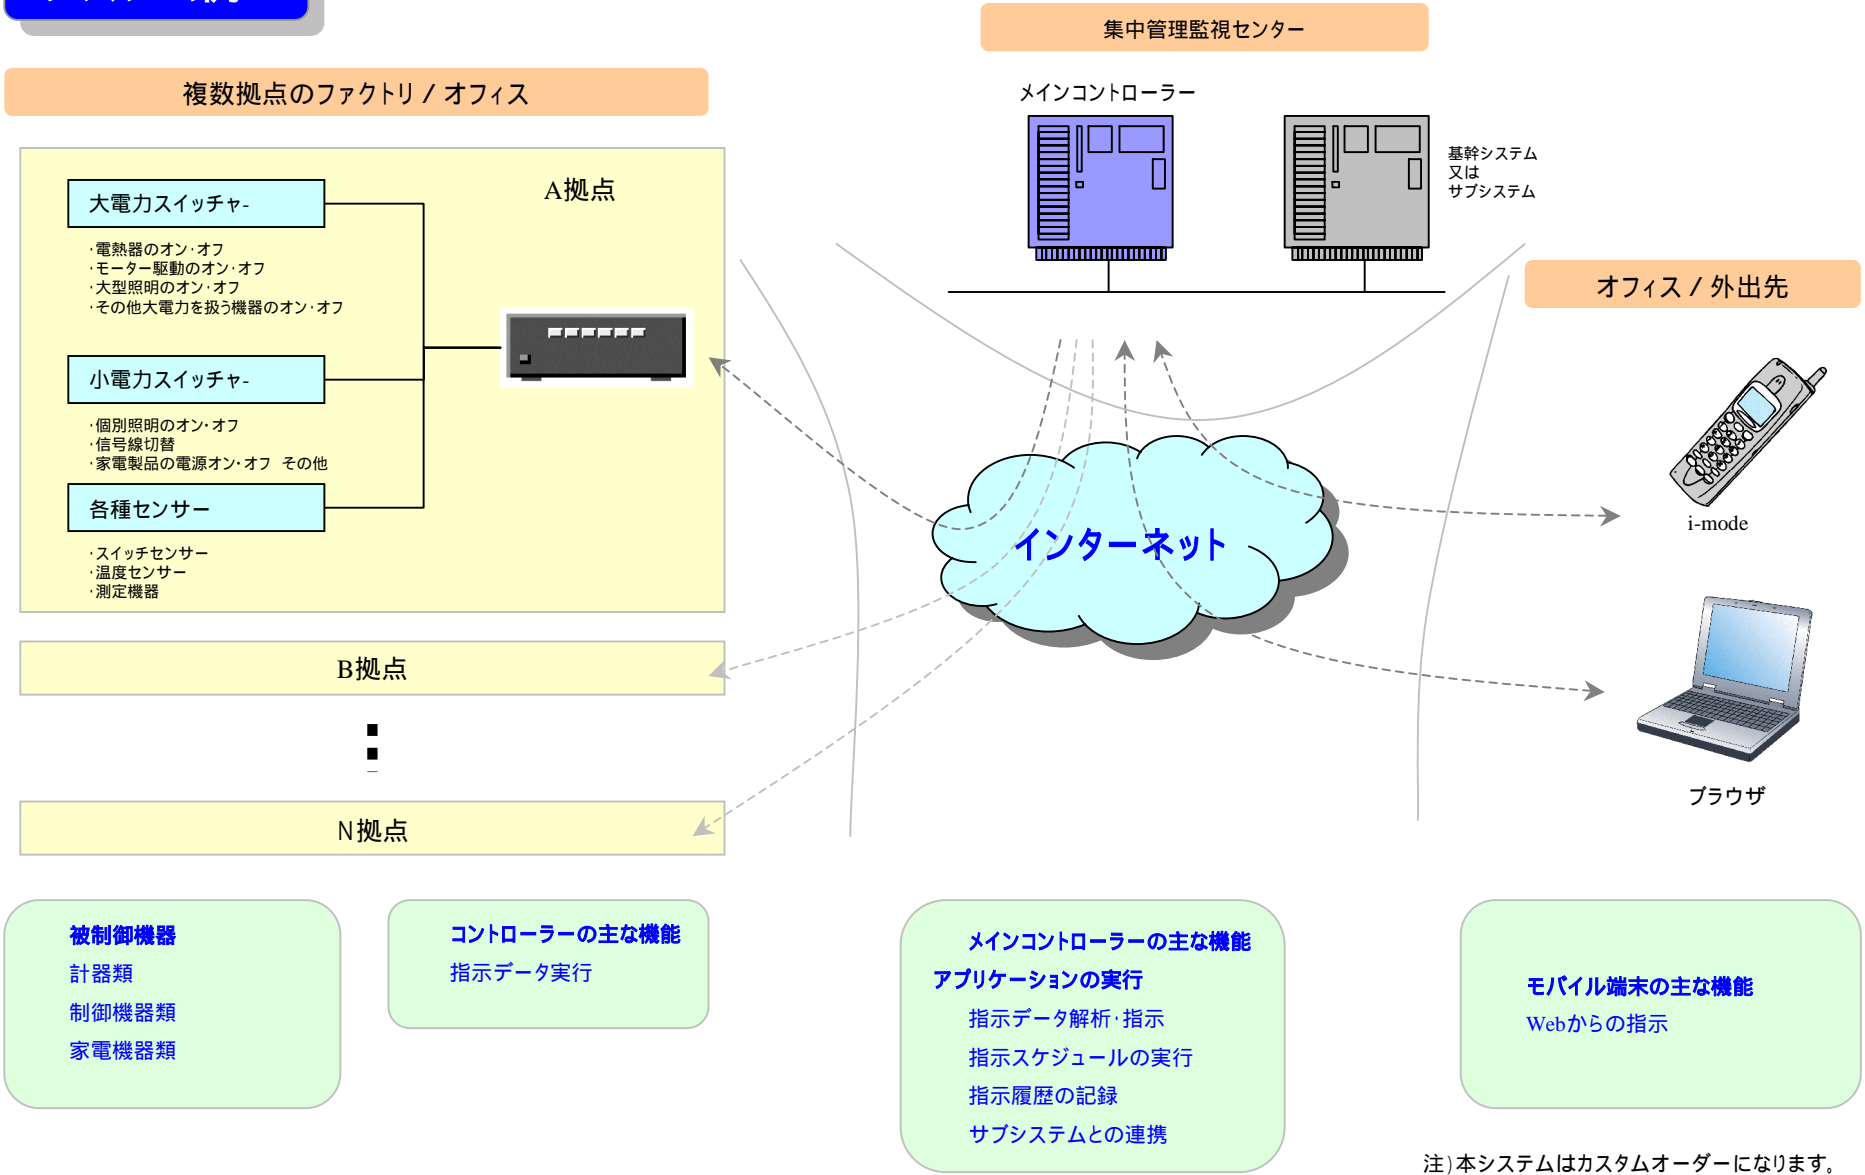 複数拠点のファクトリ / オフィス
A拠点
大電力スイッチャ-
・電熱器のオン・オフ
・モーター駆動のオン・オフ
・大型照明のオン・オフ
・その他大電力を扱う機器のオン・オフ
小電力スイッチャ-
・個別照明のオン・オフ
・信号線切替
・家電製品の電源オン・オフ その他
各種センサー
・スイッチセンサー
・温度センサー
・測定機器
B拠点
N拠点
集中管理監視センター
メインコントローラー
基幹システム
又は
サブシステム
インターネット
オフィス / 外出先
i-mode
ブラウザ
被制御機器
計器類
制御機器類
家電機器類
コントローラーの主な機能
指示データ実行
メインコントローラーの主な機能
アプリケーションの実行
指示データ解析・指示
指示スケジュールの実行
指示履歴の記録
サブシステムとの連携
モバイル端末の主な機能
Webからの指示
注)本システムはカスタムオーダーになります。